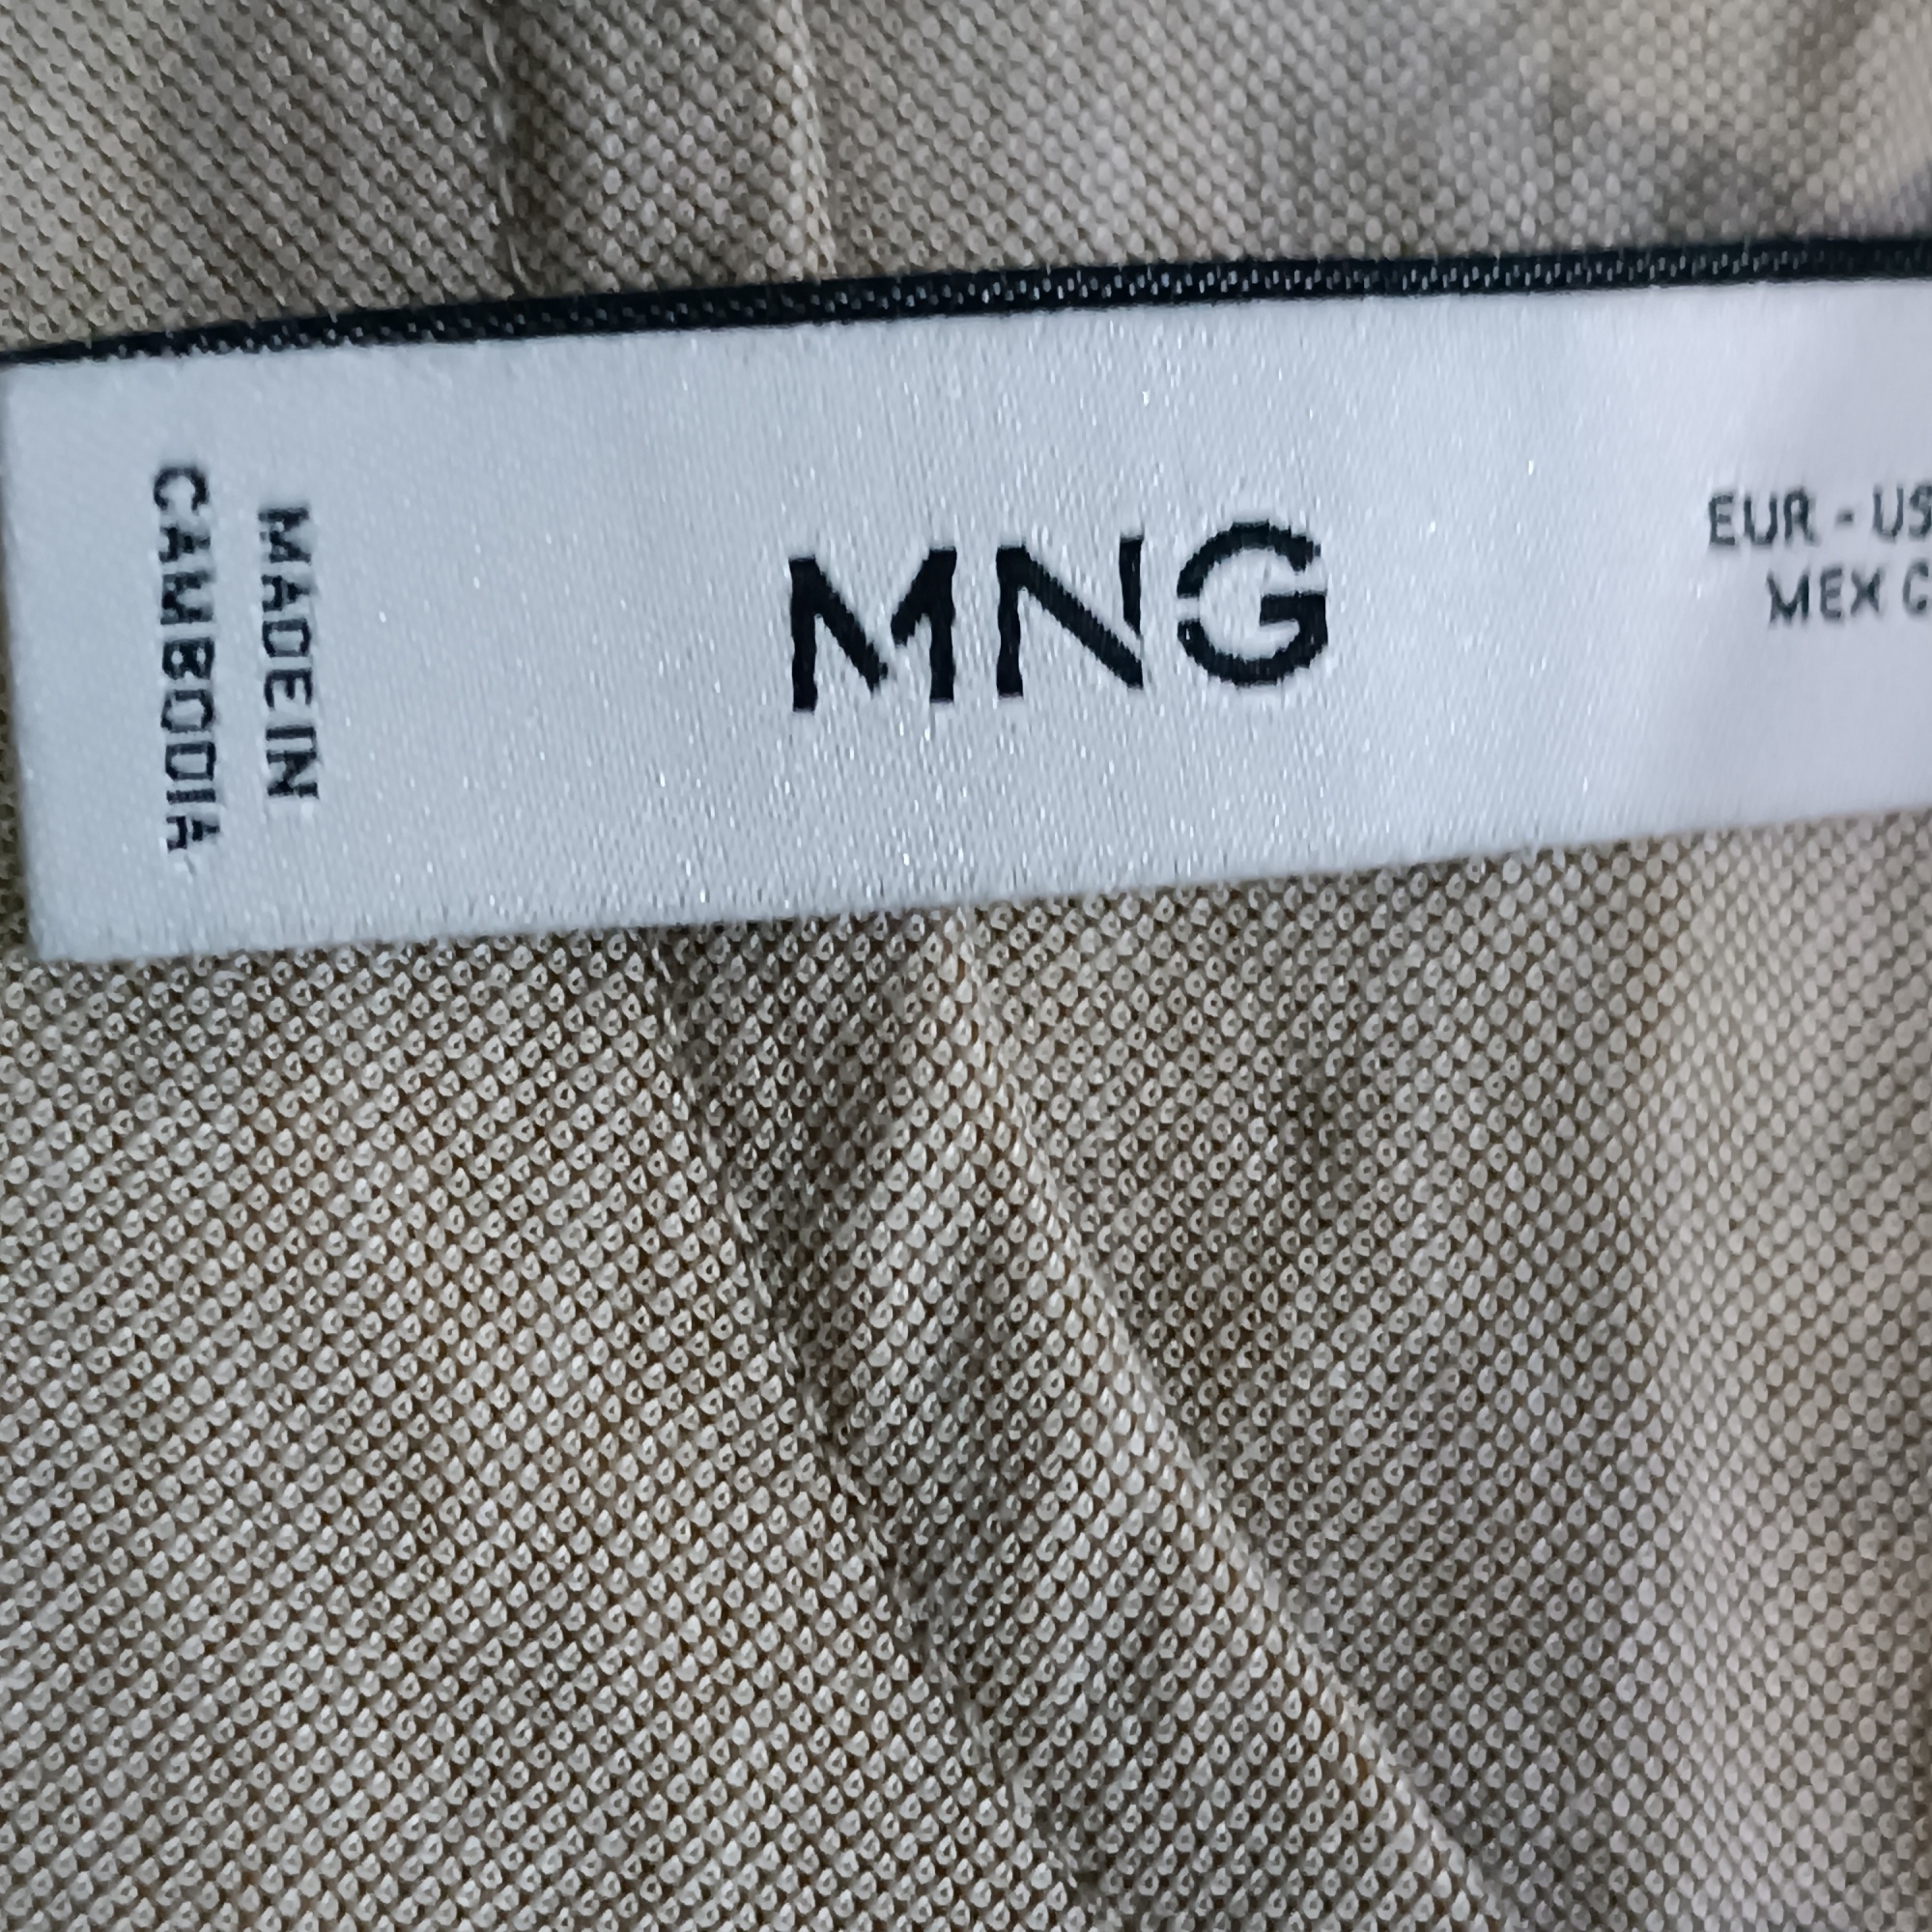 MADE IN
CAMBODIA
MNG
EUR - US
MEX